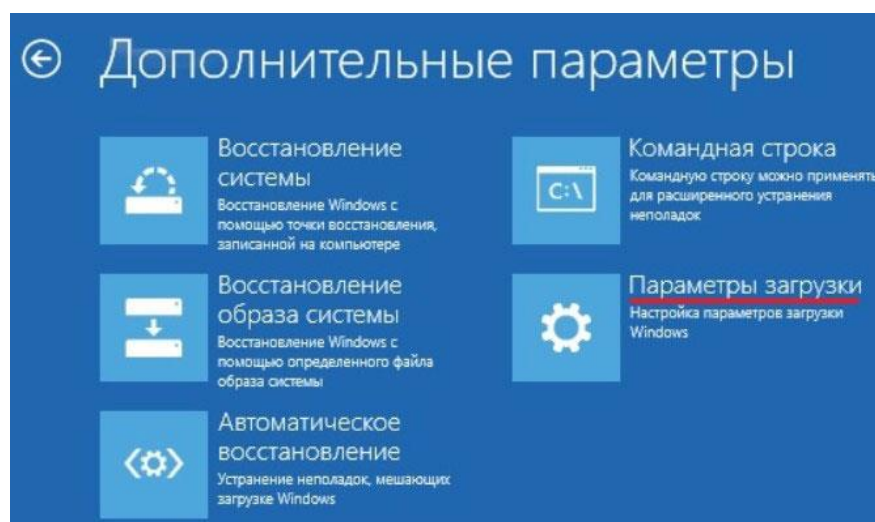 Дополнительные параметры
Восстановление
системы
Восстановление Windows с
помощью точки восстановления,
записанной на компьютере
Восстановление
образа системы
Восстановление Windows с
помощью определенного файла
образа системы
Автоматическое
восстановление
Устранение неполадок, мешающих
загрузке Windows
Командная строка
Командную строку можно применять
для расширенного устранения
неполадок
C:\
Параметры загрузки
Настройка параметров загрузки
Windows